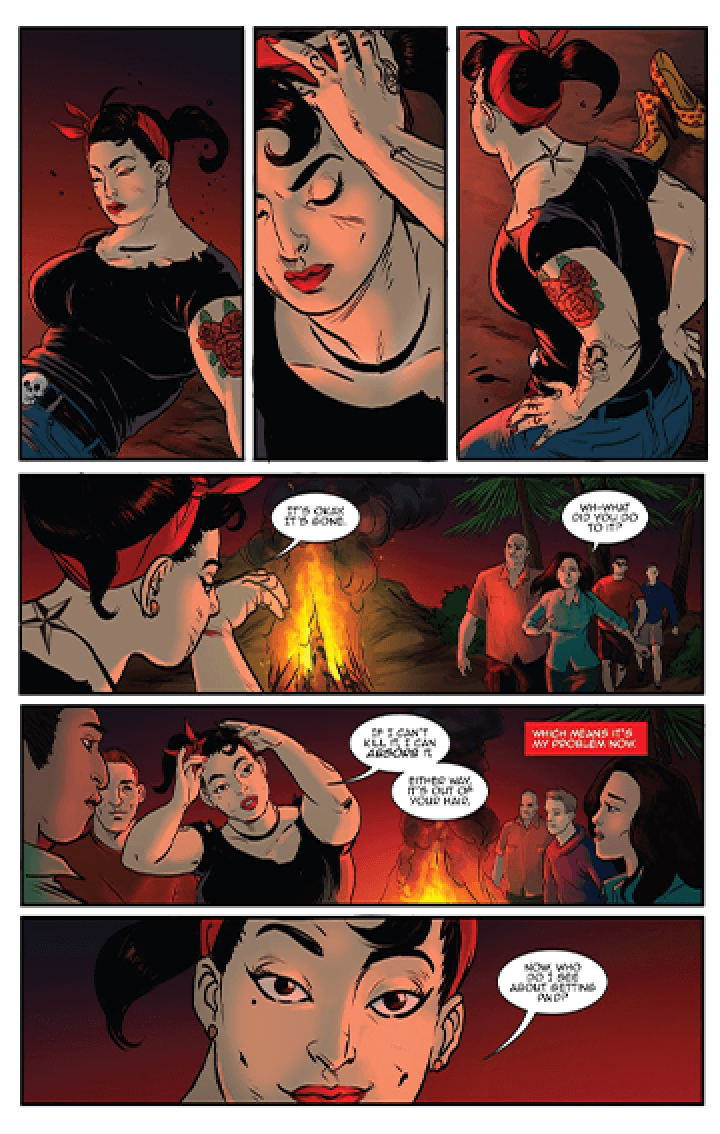 IT'S OKAY.
IT'S GONE.
WH-WHAT
DID YOU DO
TO IT?
IF I CAN'T
KILL IT, I CAN
ABSORB IT.
EITHER WAY,
IT'S OUT OF
YOUR HAIR.
WHICH MEANS IT'S
MY PROBLEM NOW.
NOW, WHO
DO I SEE
ABOUT GETTING
PAID?